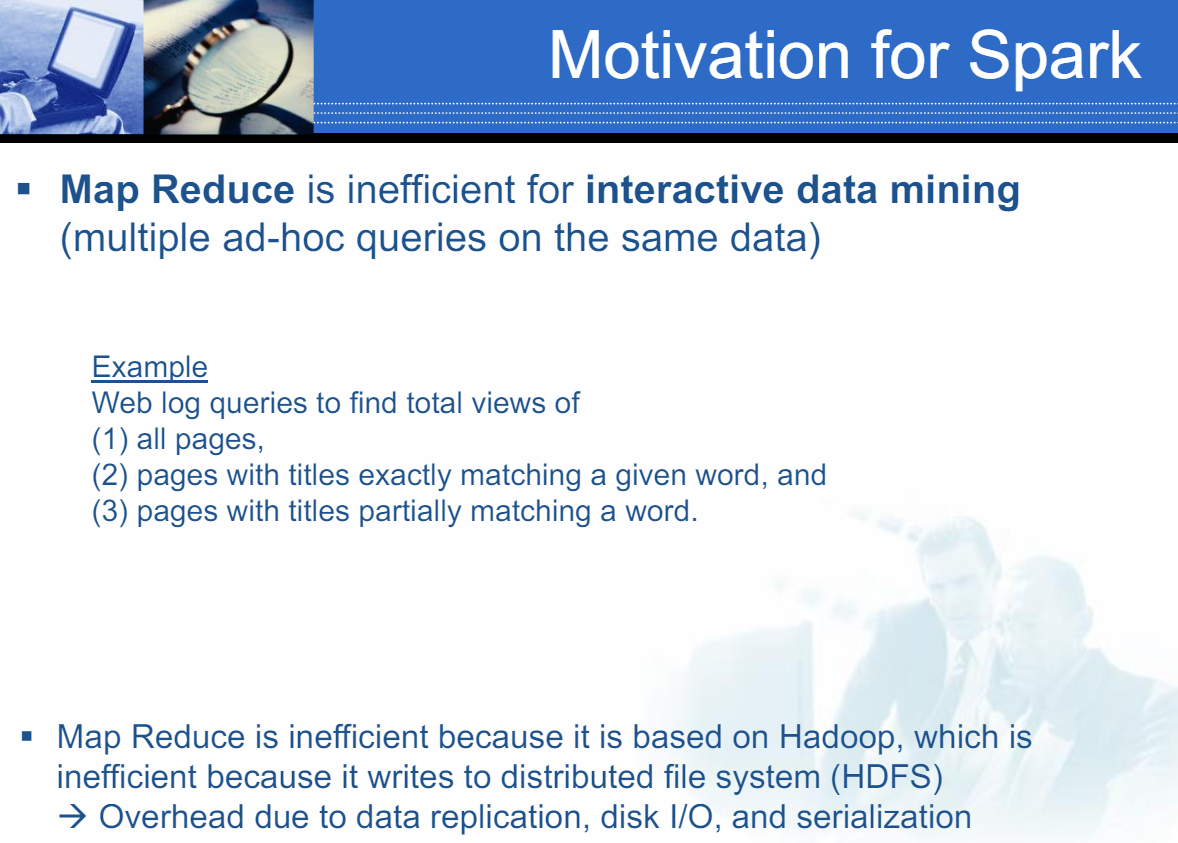 Motivation for Spark
▪ Map Reduce is inefficient for interactive data mining
(multiple ad-hoc queries on the same data)
Example
Web log queries to find total views of
(1) all pages,
(2) pages with titles exactly matching a given word, and
(3) pages with titles partially matching a word.
▪ Map Reduce is inefficient because it is based on Hadoop, which is
inefficient because it writes to distributed file system (HDFS)
→ Overhead due to data replication, disk I/O, and serialization